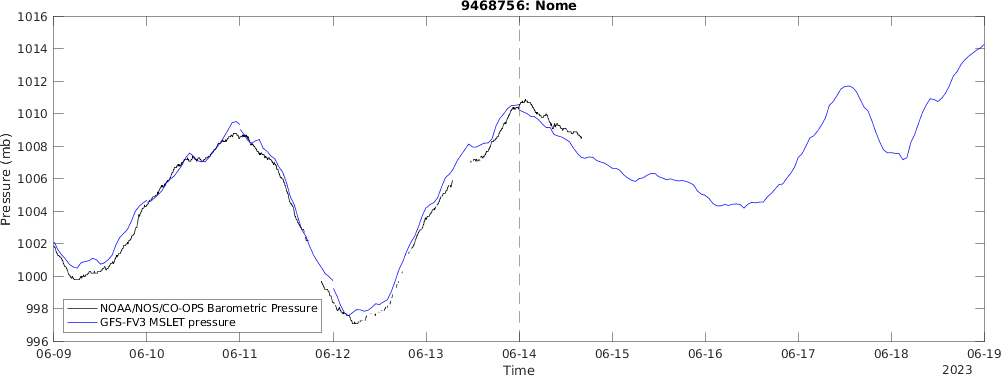 9468756: Nome
1016
1014
1012
1010
1008
1006
1004
1002
1000
998
996
Pressure (mb)
NOAA/NOS/CO-OPS Barometric Pressure
GFS-FV3 MSLET pressure
06-09 06-10 06-11 06-12 06-13 06-14 06-15 06-16 06-17 06-18 06-19
Time
2023